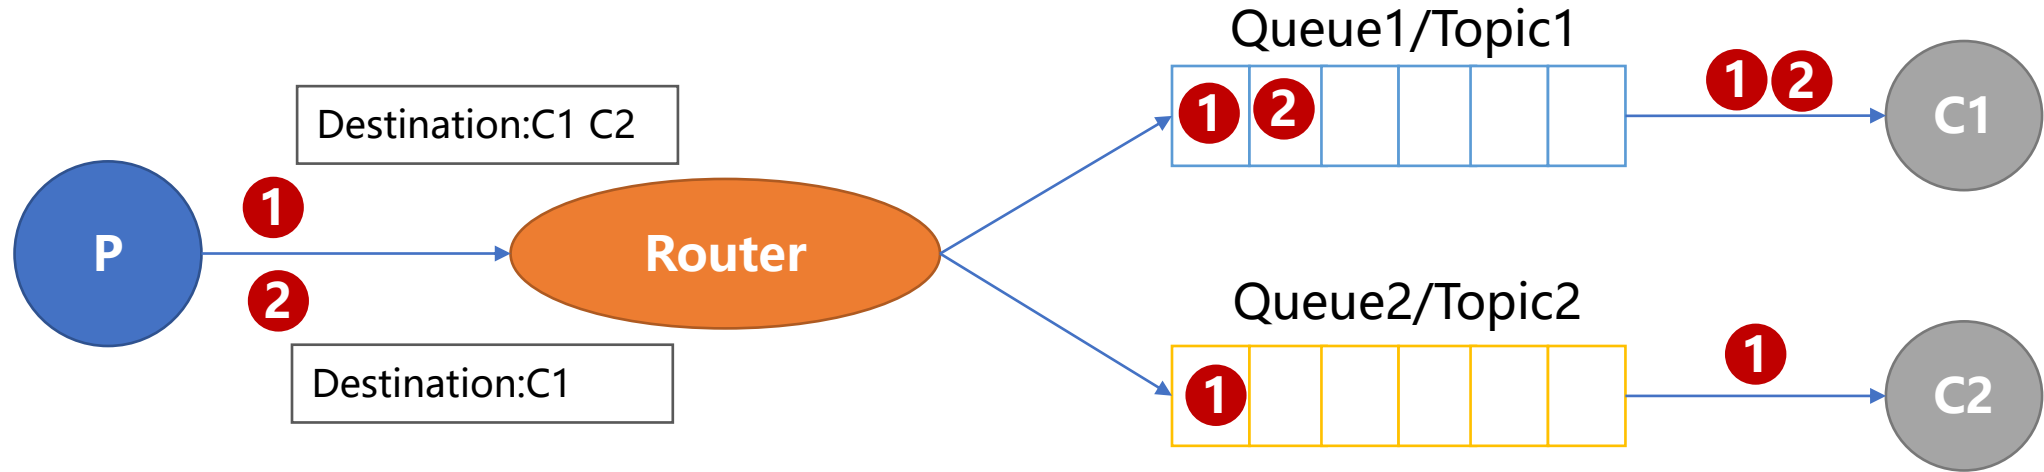 Queue1/Topic1
Destination:C1 C2
1 2
1 2
C1
1
P
Router
2
Destination:C1
Queue2/Topic2
1
1
C2